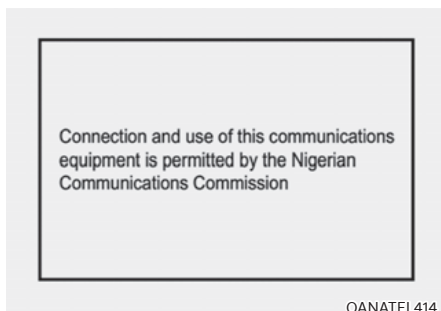 Connection and use of this communications
equipment is permitted by the Nigerian
Communications Commission
OANATEL414